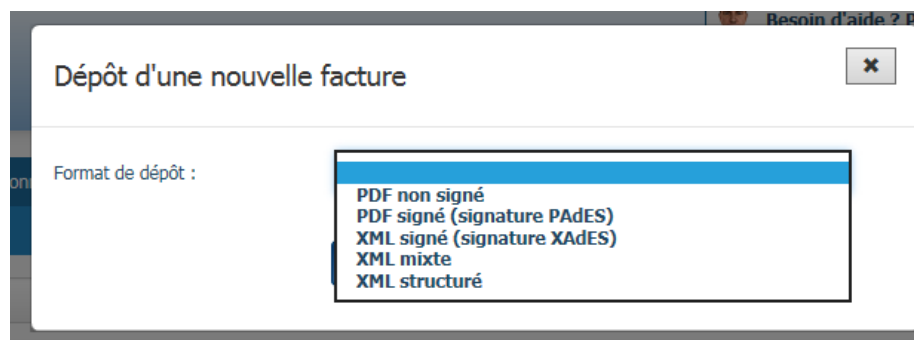 Besoin d'aide ? P
Dépôt d'une nouvelle facture
Format de dépôt :
PDF non signé
PDF signé (signature PAdES)
XML signé (signature XAdES)
XML mixte
XML structuré